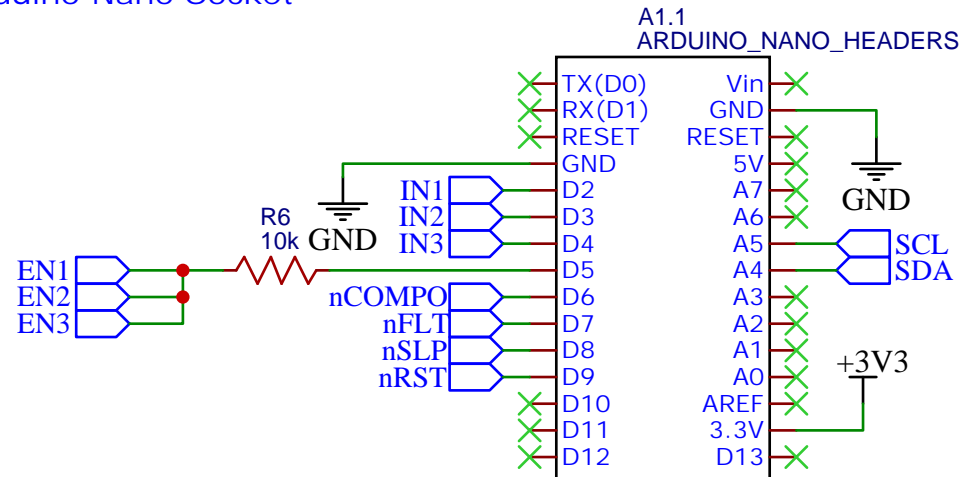 A1.1
ARDUINO_NANO_HEADERS
TX(D0)
RX(D1)
RESET
GND
D2
D3
D4
D5
D6
D7
D8
D9
D10
D11
D12
Vin
GND
RESET
5V
A7
A6
A5
A4
A3
A2
A1
A0
AREF
3.3V
D13
IN1
IN2
IN3
R6
10k
GND
EN1
EN2
EN3
nCOMPO
nFLT
nSLP
nRST
GND
SCL
SDA
+3V3